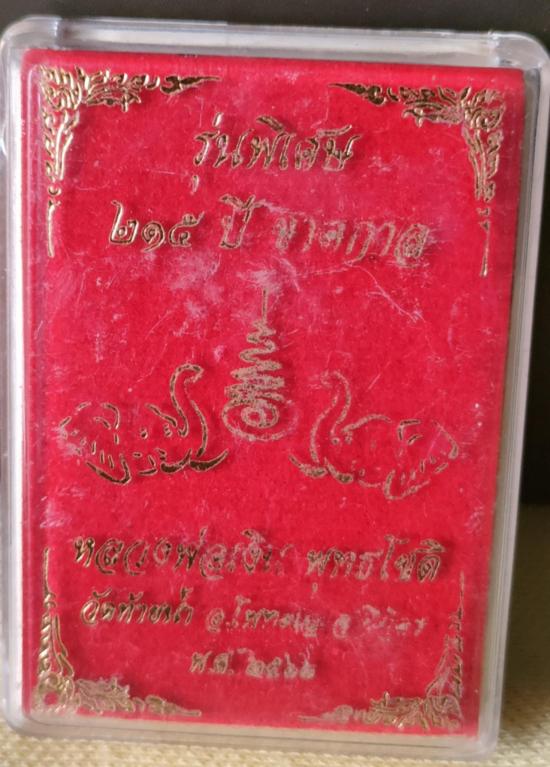 รุ่นพิเศษ
๒๑๕ ปี ชาตกาล
หลวงพ่อเงิน พุทธโชติ
วัดท้ายน้ำ อ.โพทะเล จ.พิจิตร
พ.ศ. ๒๕๖๖